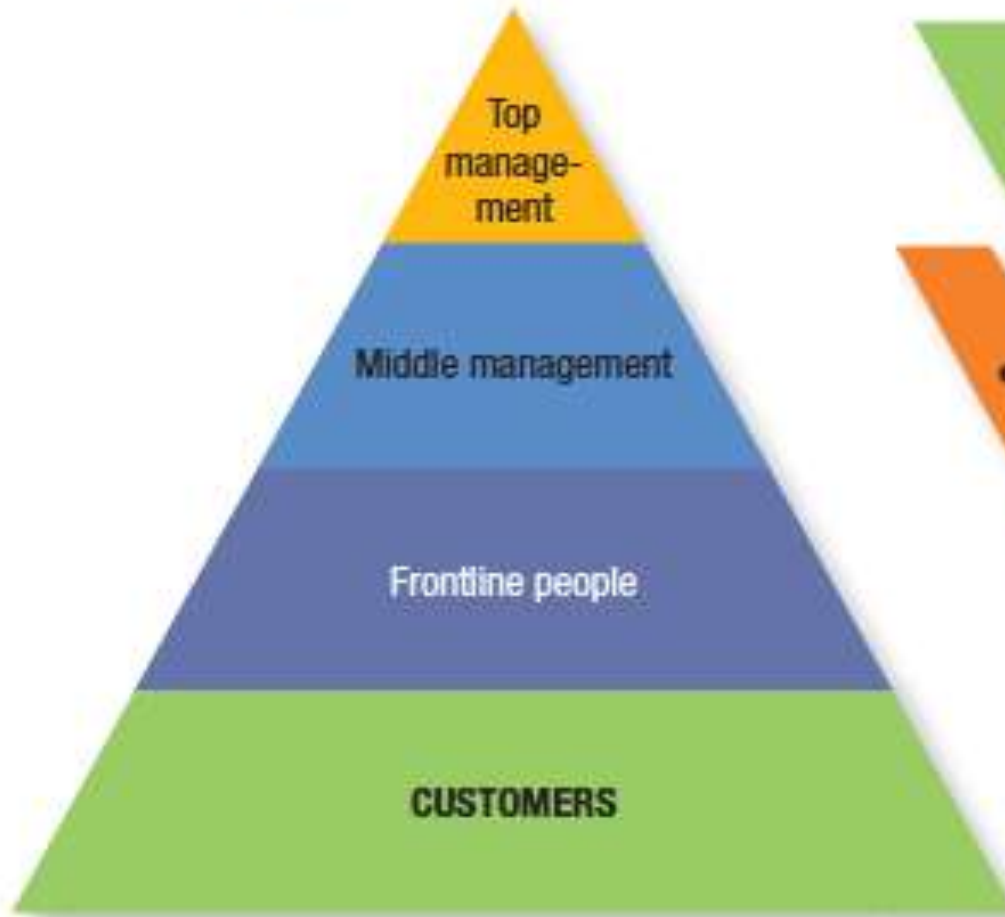 Top
manage-
ment
Middle management
Frontline people
CUSTOMERS